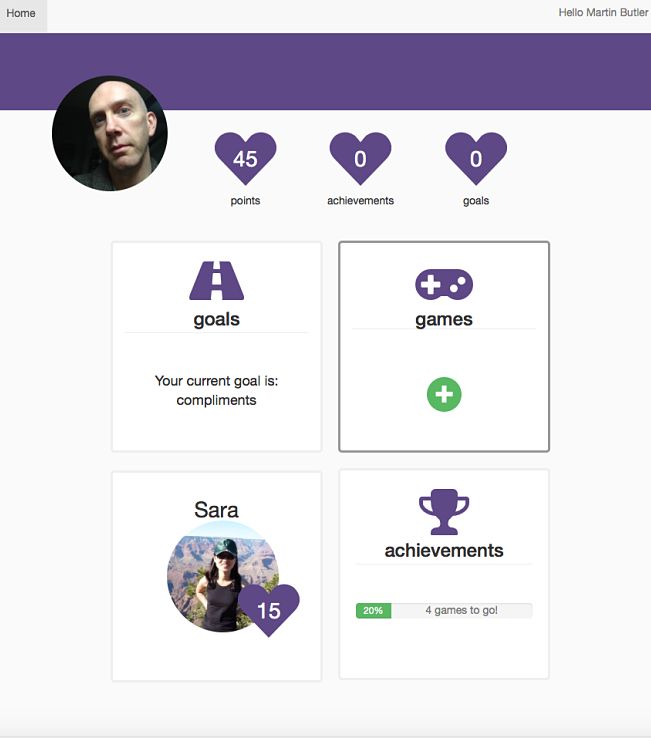 Home
Hello Martin Butler
45
0
0
points
achievements
goals
goals
games
Your current goal is:
compliments
Sara
15
achievements
20%
4 games to go!